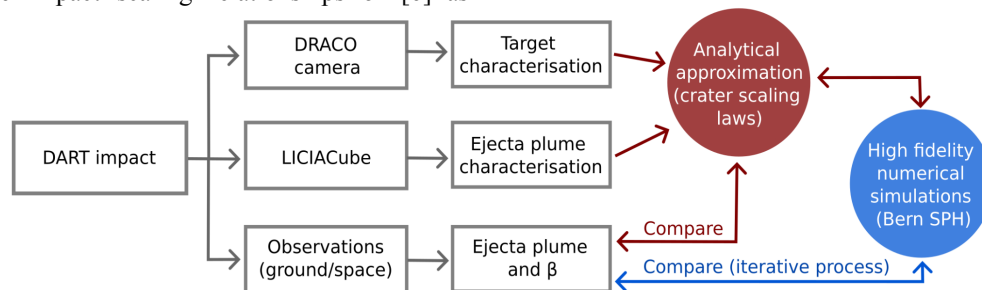 DRACO
camera
Target
characterisation
Analytical
approximation
(crater scaling
laws)
DART impact
LICIACube
Ejecta plume
characterisation
High fidelity
numerical
simulations
(Bern SPH)
Observations
(ground/space)
Ejecta plume
and β
Compare
Compare (iterative process)